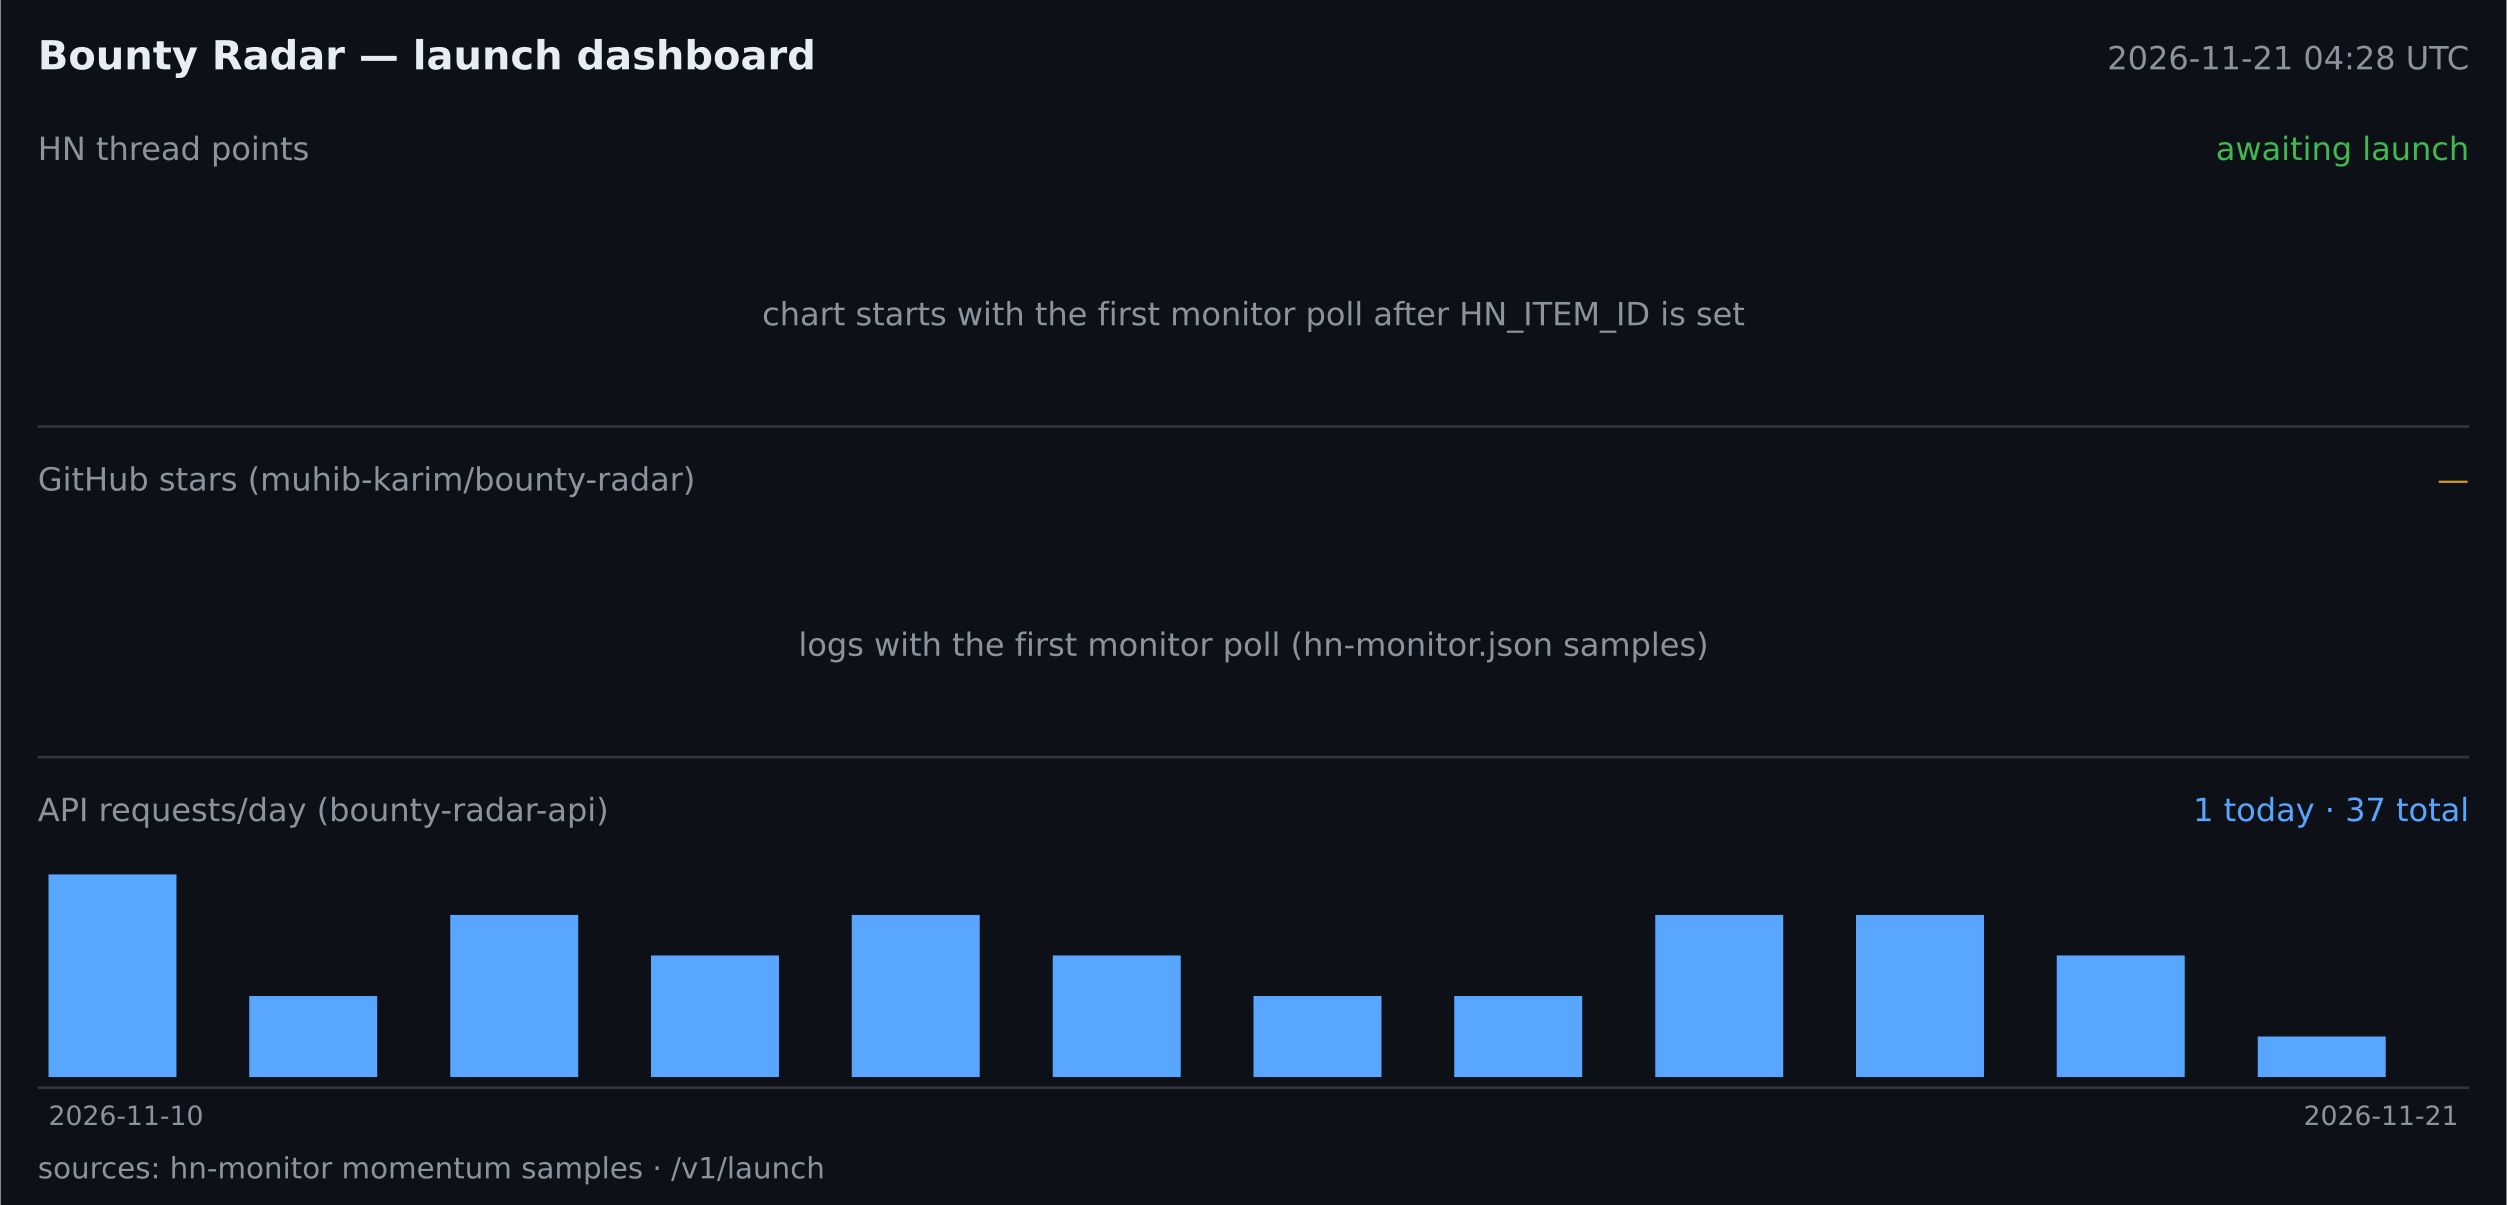 Bounty Radar — launch dashboard
2026-11-21 04:28 UTC
HN thread points
awaiting launch
chart starts with the first monitor poll after HN_ITEM_ID is set
GitHub stars (muhib-karim/bounty-radar)
—
logs with the first monitor poll (hn-monitor.json samples)
API requests/day (bounty-radar-api)
1 today · 37 total
2026-11-10
2026-11-21
sources: hn-monitor momentum samples · /v1/launch